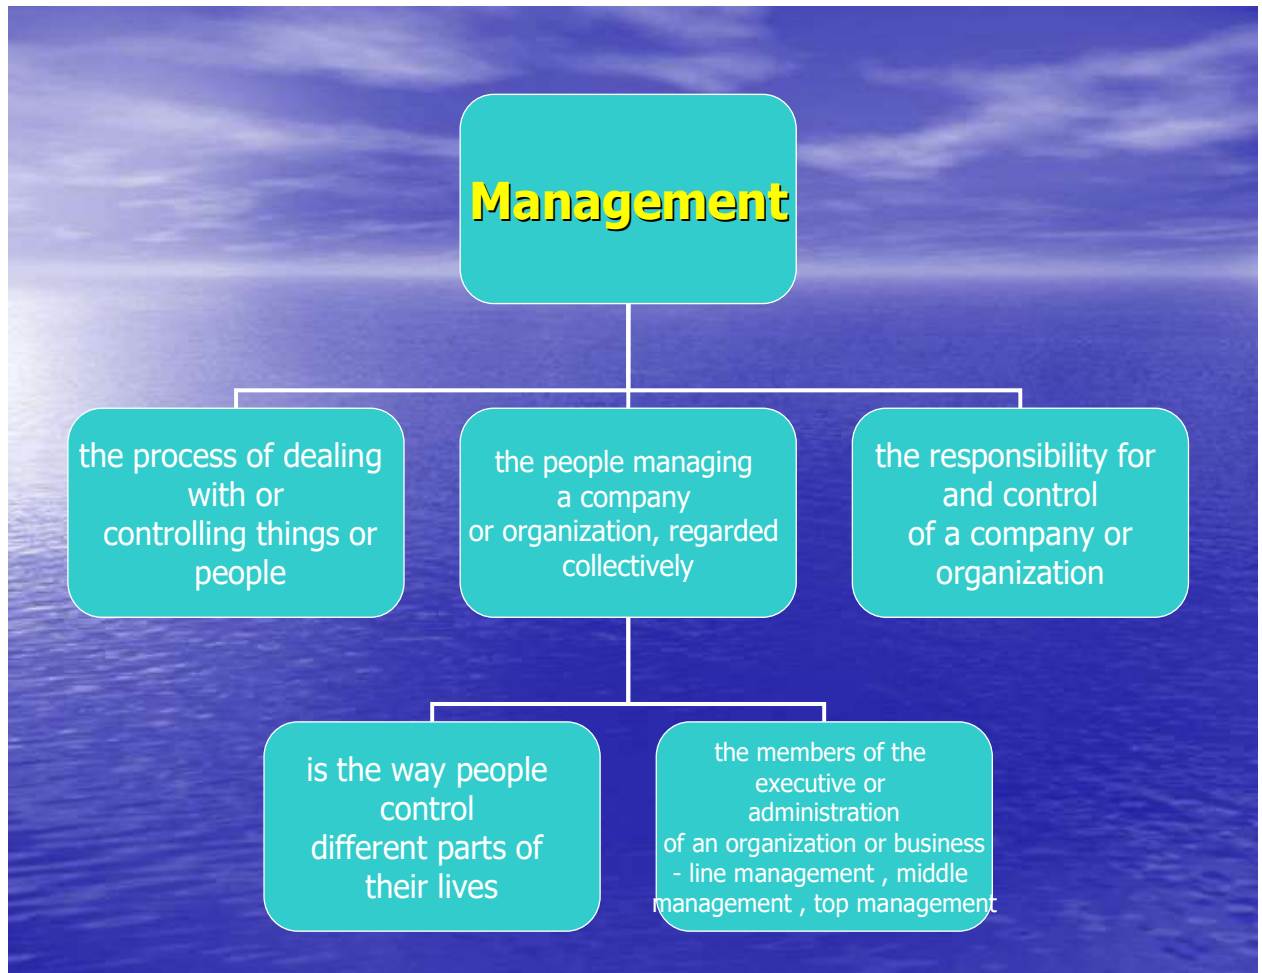 Management
the process of dealing
with or
controlling things or
people
the people managing
a company
or organization, regarded
collectively
the responsibility for
and control
of a company or
organization
is the way people
control
different parts of
their lives
the members of the
executive or
administration
of an organization or business
- line management , middle
management , top management